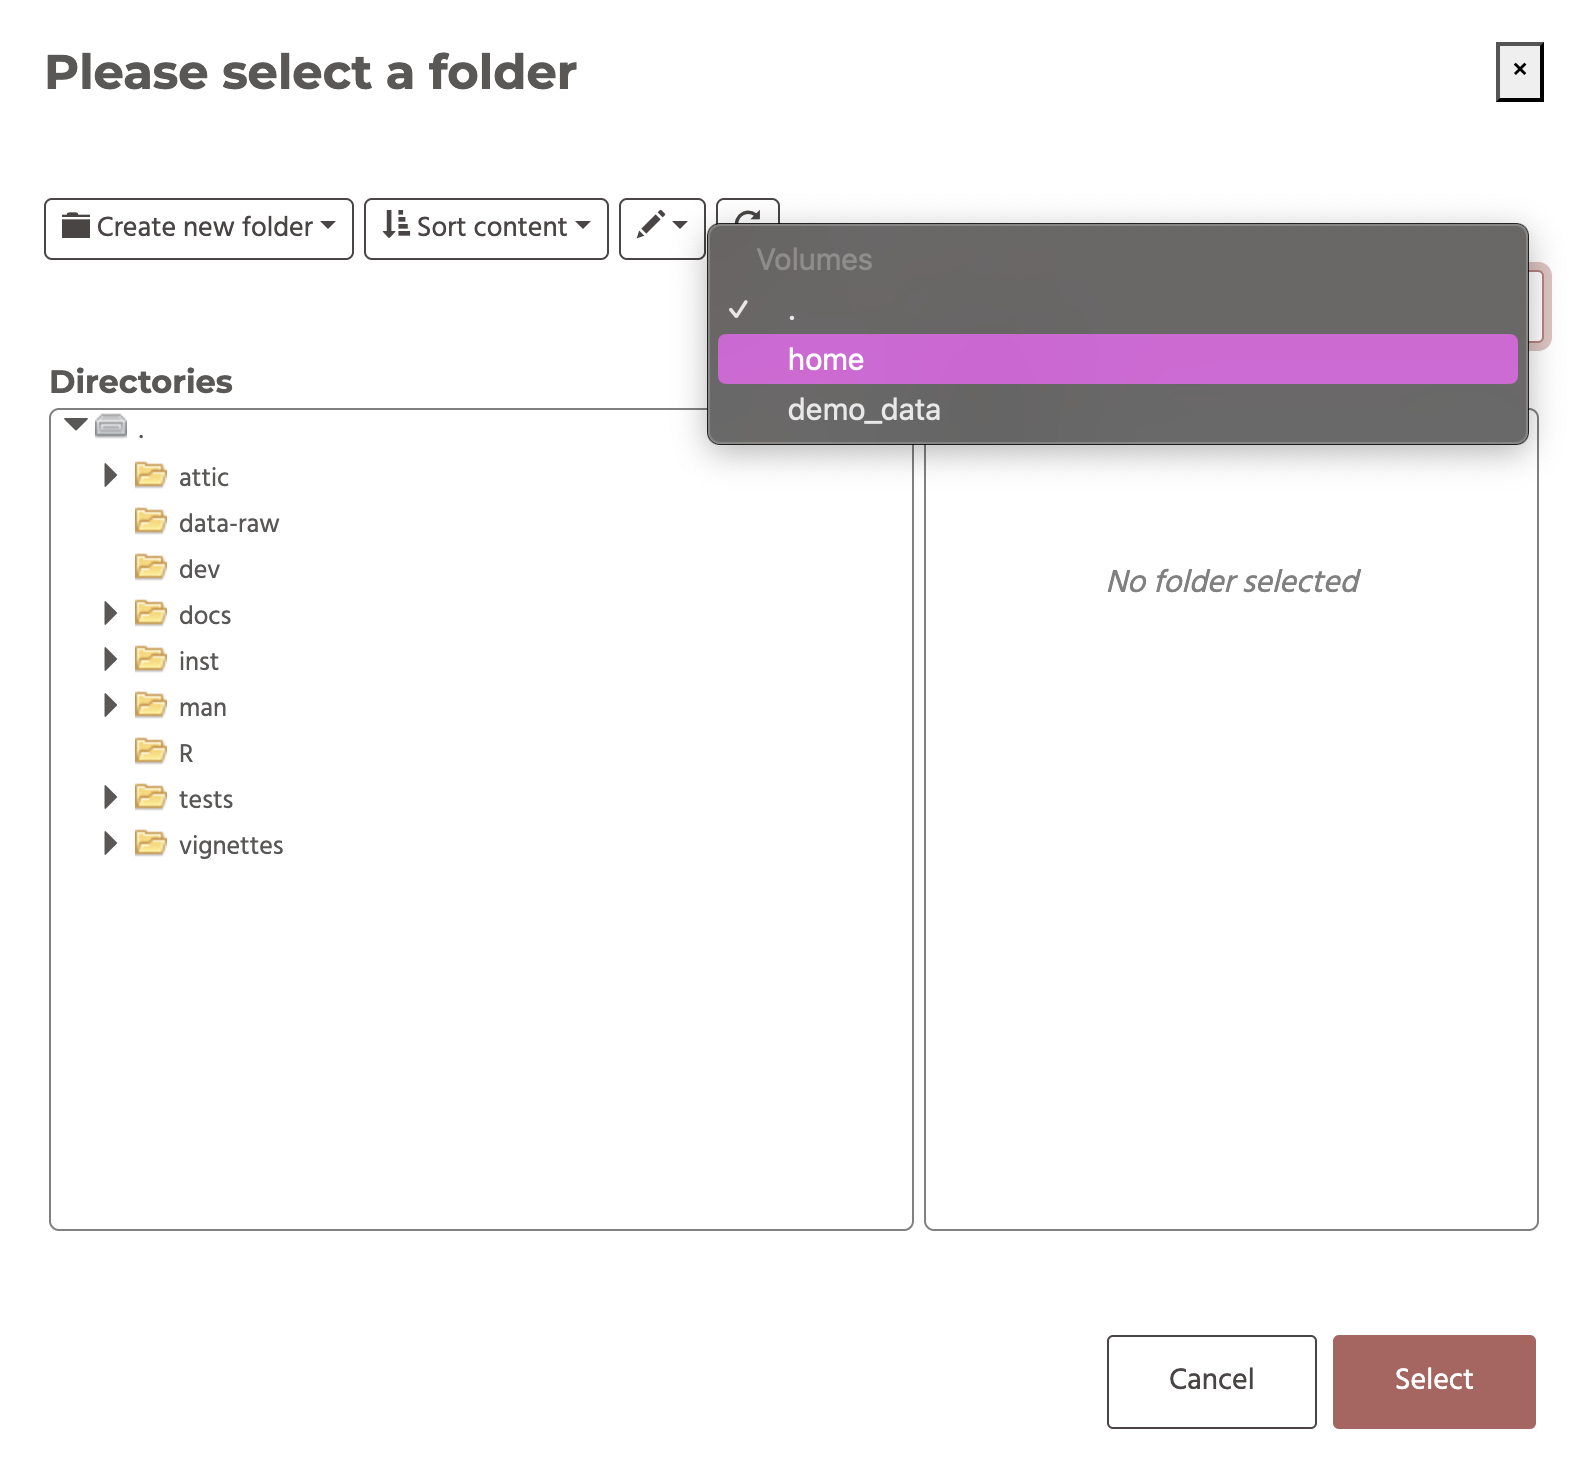 Please select a folder
×
Create new folder
Sort content
Volumes
✓ .
home
demo_data
Directories
.
attic
data-raw
dev
docs
inst
man
R
tests
vignettes
No folder selected
Cancel
Select